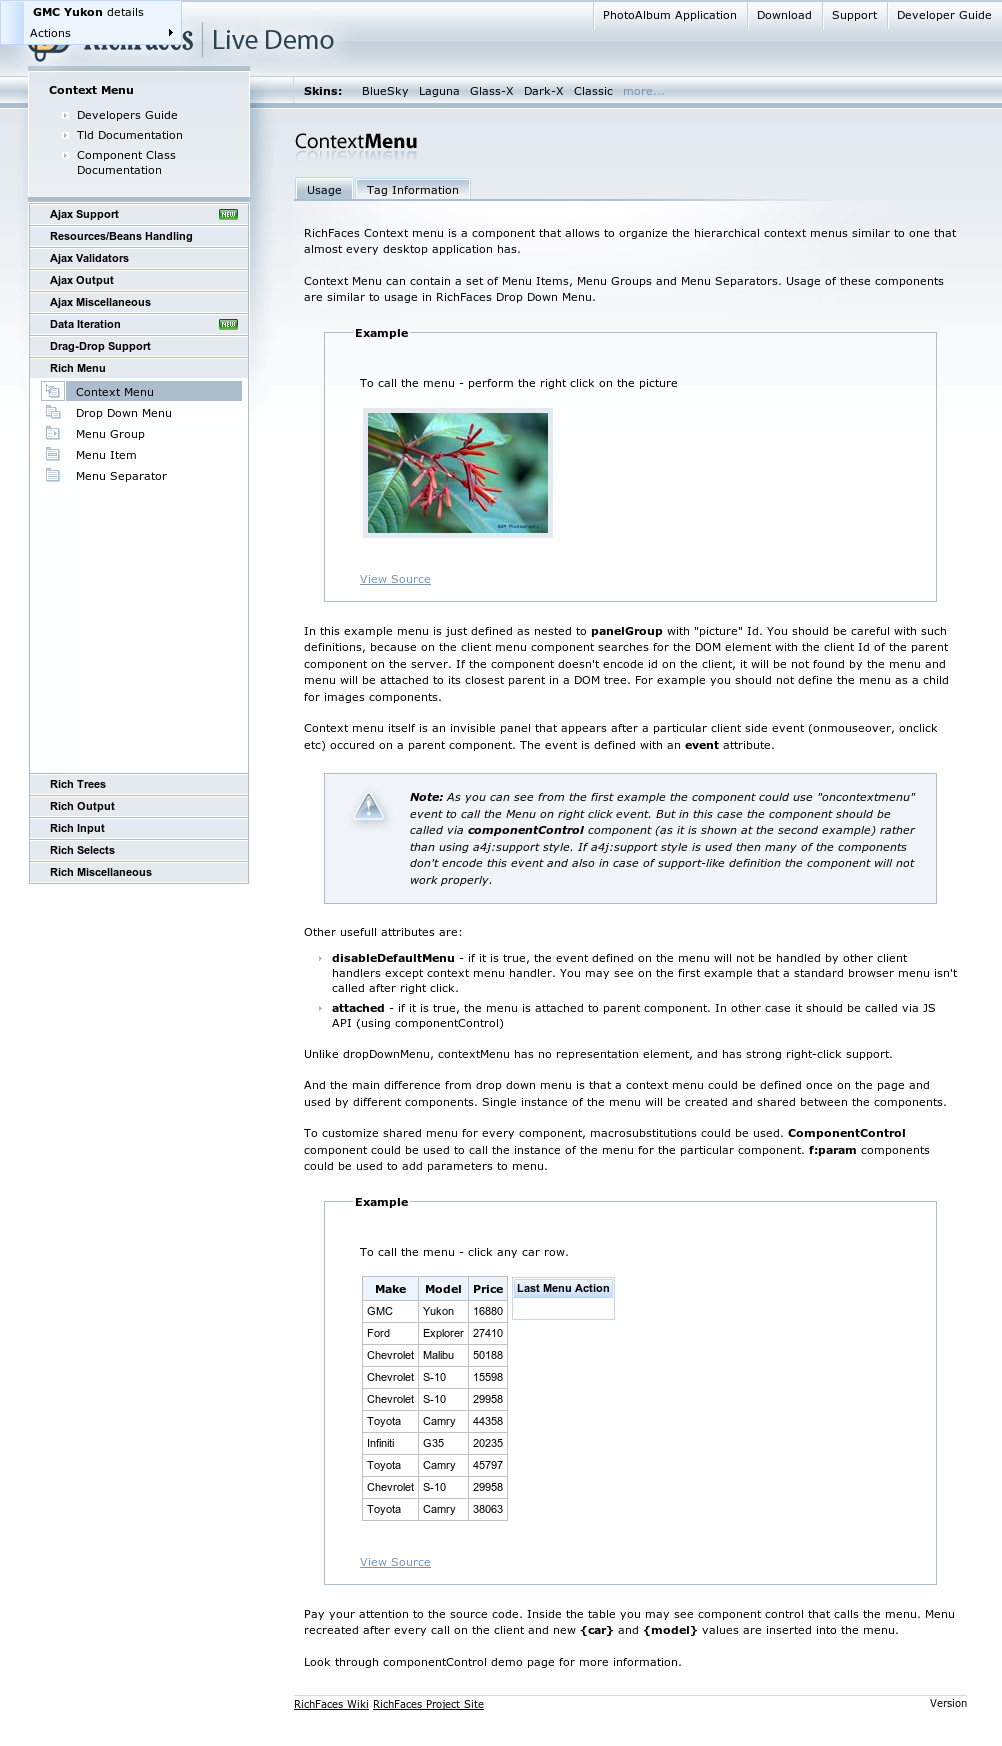 GMC Yukon details
Actions
PhotoAlbum Application Download Support Developer Guide
RichFaces Live Demo
Context Menu
Developers Guide
Tld Documentation
Component Class
Documentation
Skins: BlueSky Laguna Glass-X Dark-X Classic more...
Ajax Support NEW
Resources/Beans Handling
Ajax Validators
Ajax Output
Ajax Miscellaneous
Data Iteration NEW
Drag-Drop Support
Rich Menu
Context Menu
Drop Down Menu
Menu Group
Menu Item
Menu Separator
Rich Trees
Rich Output
Rich Input
Rich Selects
Rich Miscellaneous
ContextMenu
Usage Tag Information
RichFaces Context menu is a component that allows to organize the hierarchical context menus similar to one that
almost every desktop application has.
Context Menu can contain a set of Menu Items, Menu Groups and Menu Separators. Usage of these components
are similar to usage in RichFaces Drop Down Menu.
Example
To call the menu - perform the right click on the picture
View Source
In this example menu is just defined as nested to panelGroup with "picture" Id. You should be careful with such
definitions, because on the client menu component searches for the DOM element with the client Id of the parent
component on the server. If the component doesn't encode id on the client, it will be not found by the menu and
menu will be attached to its closest parent in a DOM tree. For example you should not define the menu as a child
for images components.
Context menu itself is an invisible panel that appears after a particular client side event (onmouseover, onclick
etc) occured on a parent component. The event is defined with an event attribute.
Note: As you can see from the first example the component could use "oncontextmenu"
event to call the Menu on right click event. But in this case the component should be
called via componentControl component (as it is shown at the second example) rather
than using a4j:support style. If a4j:support style is used then many of the components
don't encode this event and also in case of support-like definition the component will not
work properly.
Other usefull attributes are:
disableDefaultMenu - if it is true, the event defined on the menu will not be handled by other client
handlers except context menu handler. You may see on the first example that a standard browser menu isn't
called after right click.
attached - if it is true, the menu is attached to parent component. In other case it should be called via JS
API (using componentControl)
Unlike dropDownMenu, contextMenu has no representation element, and has strong right-click support.
And the main difference from drop down menu is that a context menu could be defined once on the page and
used by different components. Single instance of the menu will be created and shared between the components.
To customize shared menu for every component, macrosubstitutions could be used. ComponentControl
component could be used to call the instance of the menu for the particular component. f:param components
could be used to add parameters to menu.
Example
To call the menu - click any car row.
Make Model Price Last Menu Action
GMC Yukon 16880
Ford Explorer 27410
Chevrolet Malibu 50188
Chevrolet S-10 15598
Chevrolet S-10 29958
Toyota Camry 44358
Infiniti G35 20235
Toyota Camry 45797
Chevrolet S-10 29958
Toyota Camry 38063
View Source
Pay your attention to the source code. Inside the table you may see component control that calls the menu. Menu
recreated after every call on the client and new {car} and {model} values are inserted into the menu.
Look through componentControl demo page for more information.
RichFaces Wiki RichFaces Project Site Version